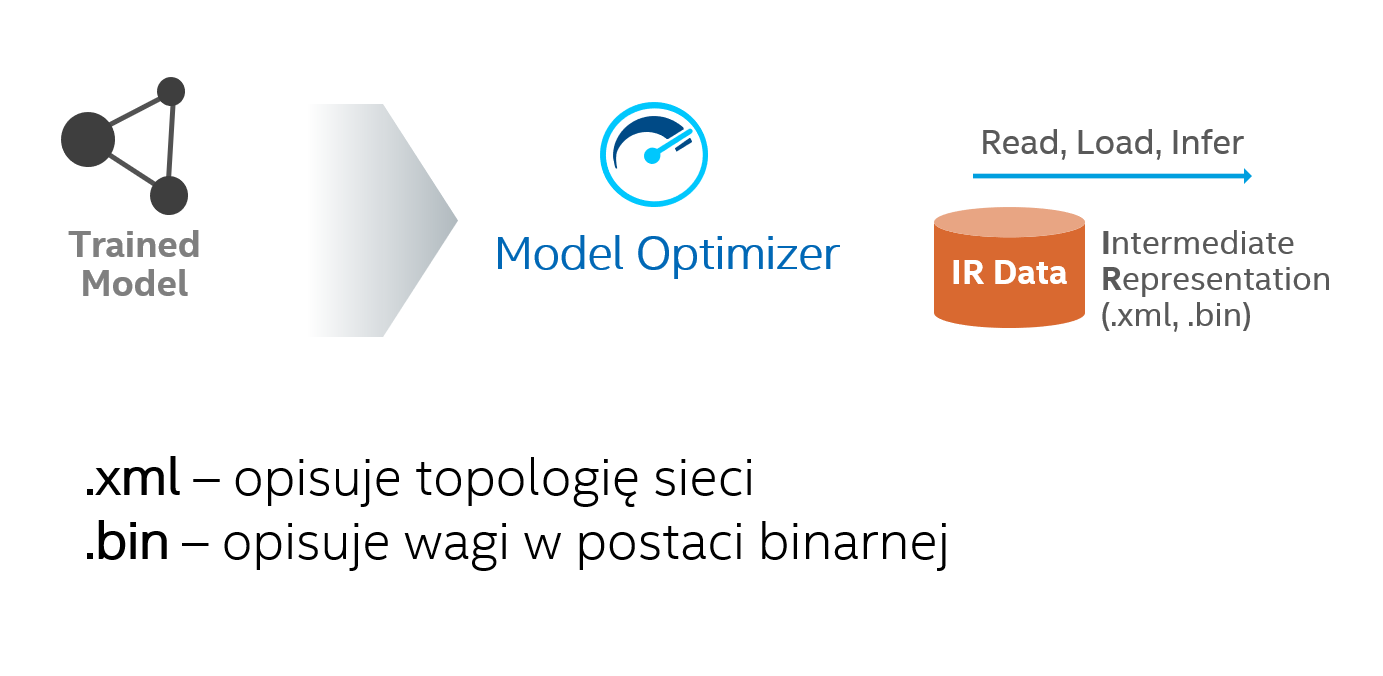 Trained
Model
Model Optimizer
Read, Load, Infer
IR Data
Intermediate
Representation
(.xml, .bin)
.xml – opisuje topologię sieci
.bin – opisuje wagi w postaci binarnej